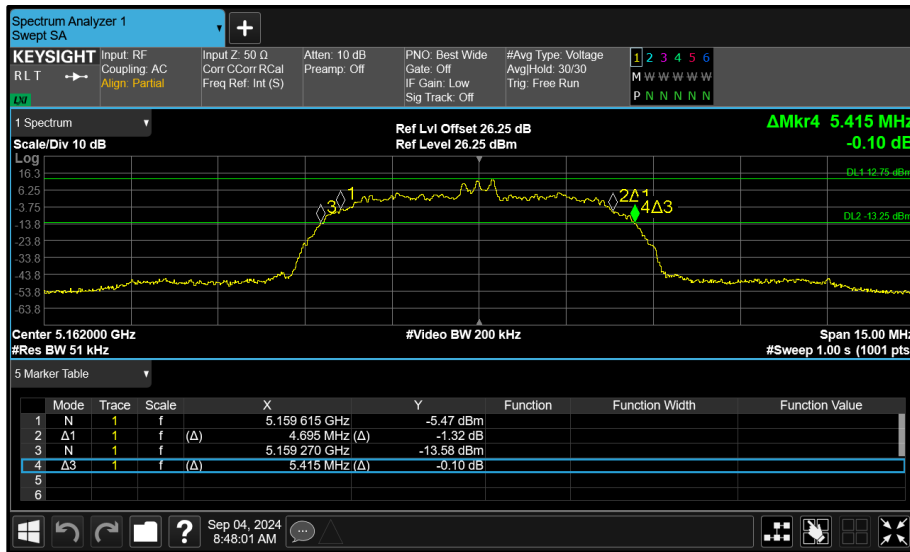 Spectrum Analyzer 1
Swept SA
+
KEYSIGHT
RLT
LXI
Input: RF
Coupling: AC
Align: Partial
Input Z: 50 Ω
Corr CCorr RCal
Freq Ref: Int (S)
Atten: 10 dB
Preamp: Off
PNO: Best Wide
Gate: Off
IF Gain: Low
Sig Track: Off
#Avg Type: Voltage
Avg|Hold: 30/30
Trig: Free Run
1 2 3 4 5 6
M W W W W W
P N N N N N
1 Spectrum
Scale/Div 10 dB
Ref Lvl Offset 26.25 dB
Ref Level 26.25 dBm
ΔMkr4 5.415 MHz
-0.10 dB
Log
16.3
6.25
-3.75
-13.8
-23.8
-33.8
-43.8
-53.8
-63.8
DL1 12.75 dBm
DL2 -13.25 dBm
3
1
2Δ1
4Δ3
Center 5.162000 GHz
#Res BW 51 kHz
#Video BW 200 kHz
Span 15.00 MHz
#Sweep 1.00 s (1001 pts)
5 Marker Table
Mode Trace Scale X Y Function Function Width Function Value
1 N 1 f 5.159 615 GHz -5.47 dBm
2 Δ1 1 f (Δ) 4.695 MHz (Δ) -1.32 dB
3 N 1 f 5.159 270 GHz -13.58 dBm
4 Δ3 1 f (Δ) 5.415 MHz (Δ) -0.10 dB
5
6
?
Sep 04, 2024
8:48:01 AM